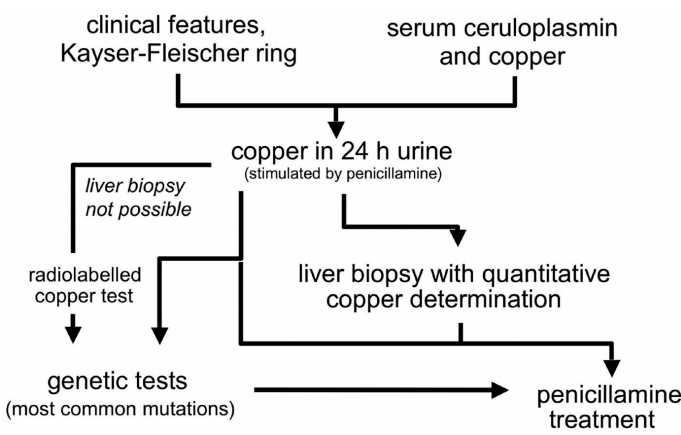 clinical features,
Kayser-Fleischer ring
serum ceruloplasmin
and copper
copper in 24 h urine
(stimulated by penicillamine)
liver biopsy
not possible
radiolabelled
copper test
liver biopsy with quantitative
copper determination
genetic tests
(most common mutations)
penicillamine
treatment